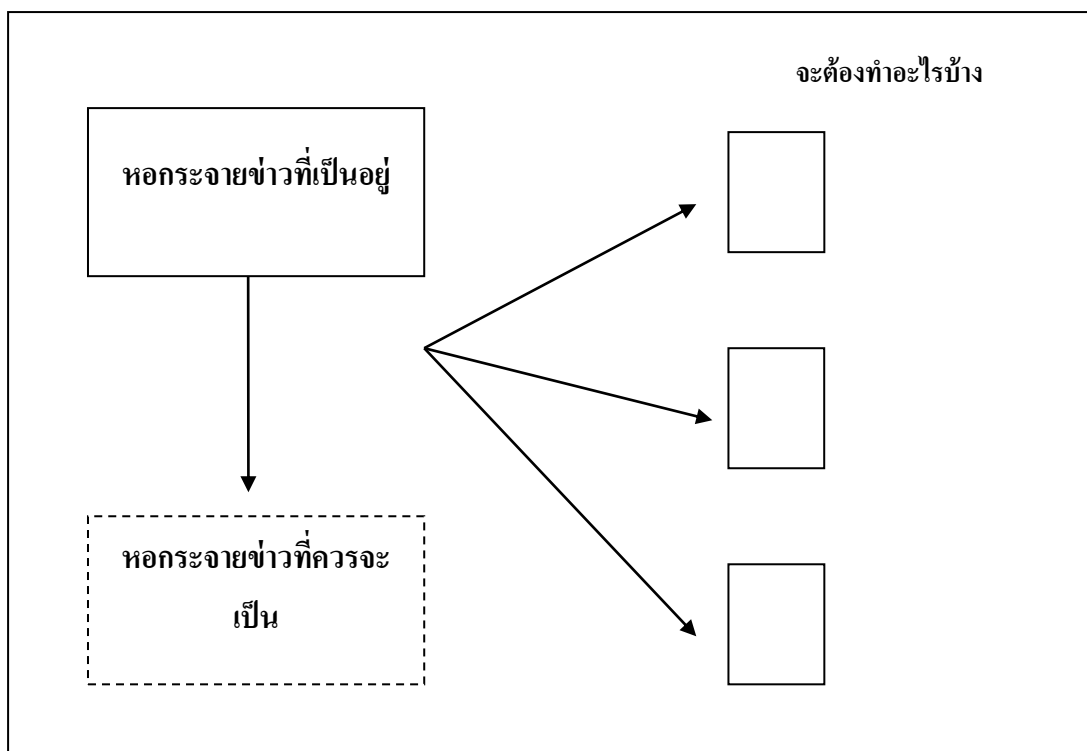 จะต้องทำอะไรบ้าง
หอกระจายข่าวที่เป็นอยู่
หอกระจายข่าวที่ควรจะ
เป็น